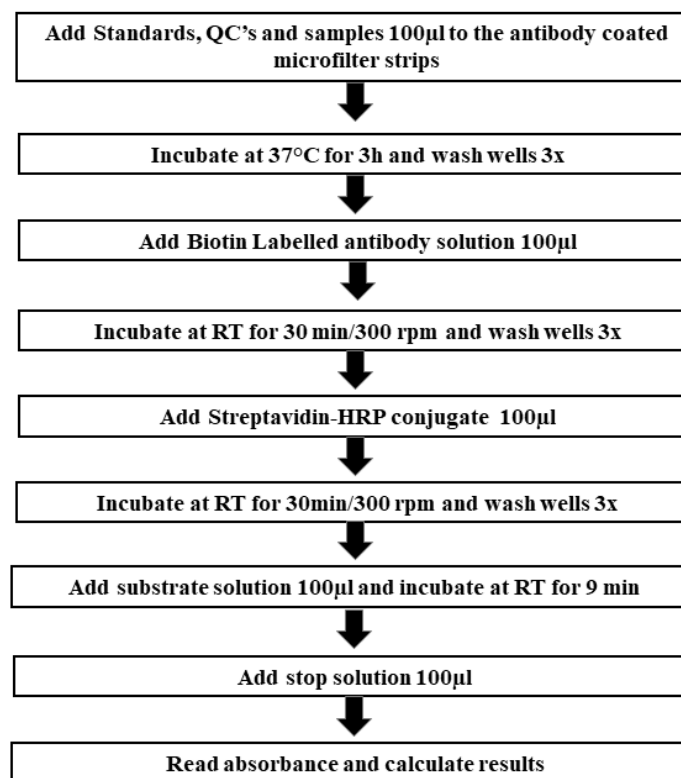 Add Standards, QC's and samples 100µl to the antibody coated
microfilter strips
Incubate at 37°C for 3h and wash wells 3x
Add Biotin Labelled antibody solution 100µl
Incubate at RT for 30 min/300 rpm and wash wells 3x
Add Streptavidin-HRP conjugate 100µl
Incubate at RT for 30min/300 rpm and wash wells 3x
Add substrate solution 100µl and incubate at RT for 9 min
Add stop solution 100µl
Read absorbance and calculate results